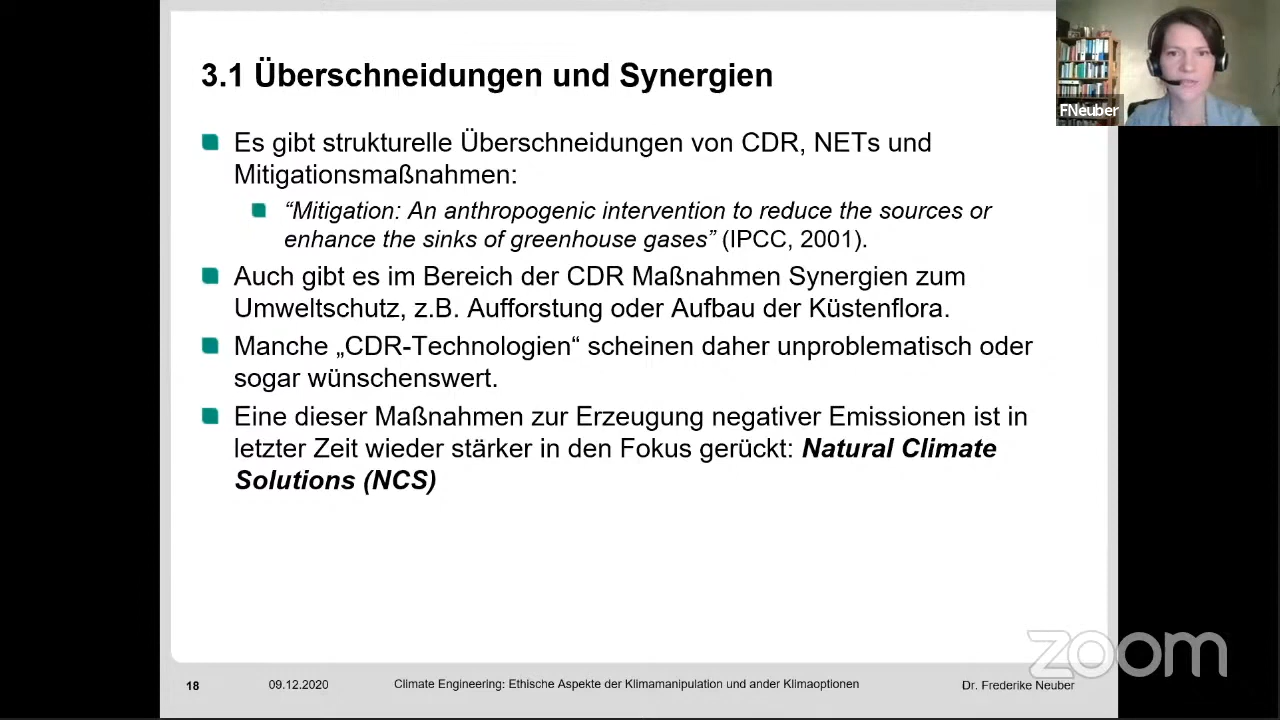 3.1 Überschneidungen und Synergien
FNeuber
Es gibt strukturelle Überschneidungen von CDR, NETs und
Mitigationsmaßnahmen:
“Mitigation: An anthropogenic intervention to reduce the sources or
enhance the sinks of greenhouse gases” (IPCC, 2001).
Auch gibt es im Bereich der CDR Maßnahmen Synergien zum
Umweltschutz, z.B. Aufforstung oder Aufbau der Küstenflora.
Manche „CDR-Technologien“ scheinen daher unproblematisch oder
sogar wünschenswert.
Eine dieser Maßnahmen zur Erzeugung negativer Emissionen ist in
letzter Zeit wieder stärker in den Fokus gerückt: Natural Climate
Solutions (NCS)
zoom
18 09.12.2020 Climate Engineering: Ethische Aspekte der Klimamanipulation und ander Klimaoptionen Dr. Frederike Neuber